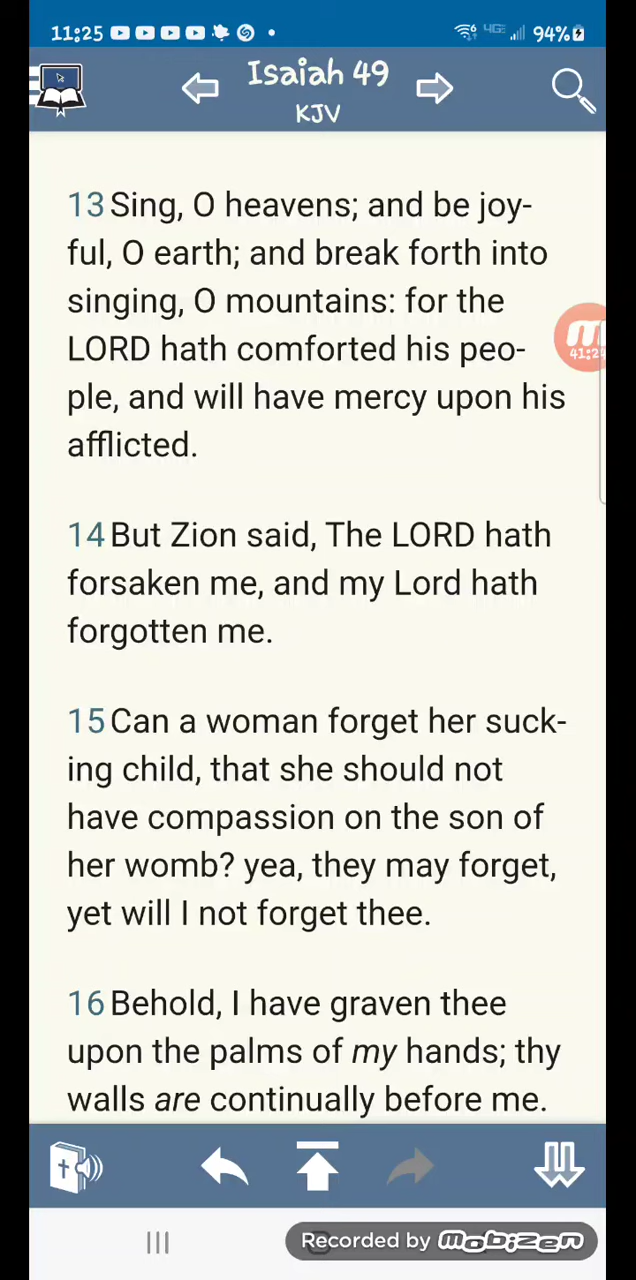 11:25
94%
Isaiah 49
KJV
13 Sing, O heavens; and be joy-
ful, O earth; and break forth into
singing, O mountains: for the
LORD hath comforted his peo-
ple, and will have mercy upon his
afflicted.
14 But Zion said, The LORD hath
forsaken me, and my Lord hath
forgotten me.
15 Can a woman forget her suck-
ing child, that she should not
have compassion on the son of
her womb? yea, they may forget,
yet will I not forget thee.
16 Behold, I have graven thee
upon the palms of my hands; thy
walls are continually before me.
Recorded by mobizen